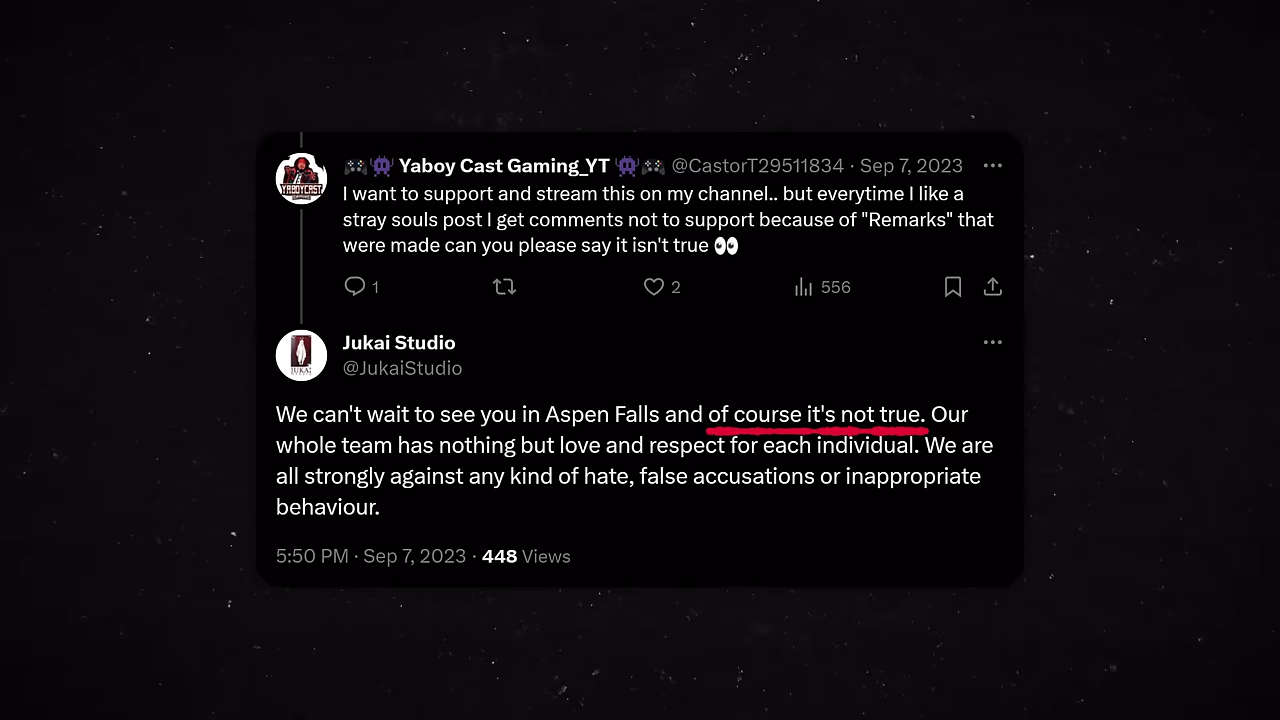 🎮👾 Yaboy Cast Gaming_YT 👾🎮 @CastorT29511834 · Sep 7, 2023
I want to support and stream this on my channel.. but everytime I like a
stray souls post I get comments not to support because of "Remarks" that
were made can you please say it isn't true 👀
1 2 556
YABOYCAST
Jukai Studio
@JukaiStudio
JUKAI
We can't wait to see you in Aspen Falls and of course it's not true. Our
whole team has nothing but love and respect for each individual. We are
all strongly against any kind of hate, false accusations or inappropriate
behaviour.
5:50 PM · Sep 7, 2023 · 448 Views